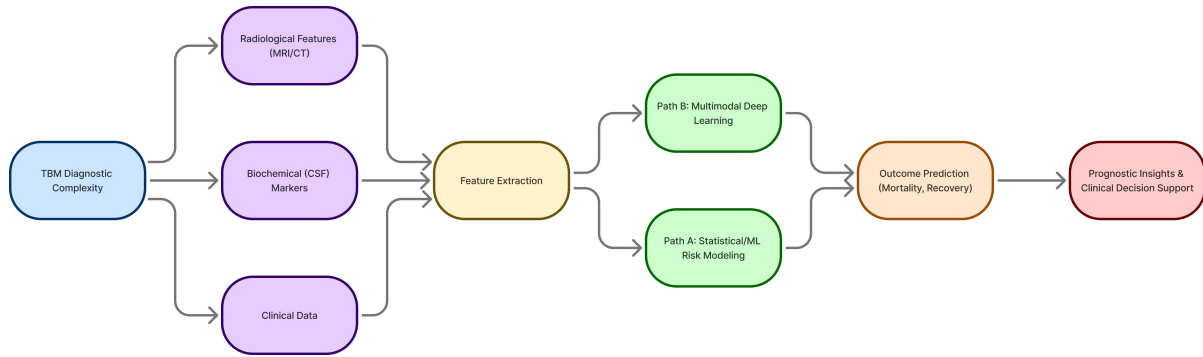 TBM Diagnostic
Complexity
Radiological Features
(MRI/CT)
Biochemical (CSF)
Markers
Clinical Data
Feature Extraction
Path B: Multimodal Deep
Learning
Path A: Statistical/ML
Risk Modeling
Outcome Prediction
(Mortality, Recovery)
Prognostic Insights &
Clinical Decision Support